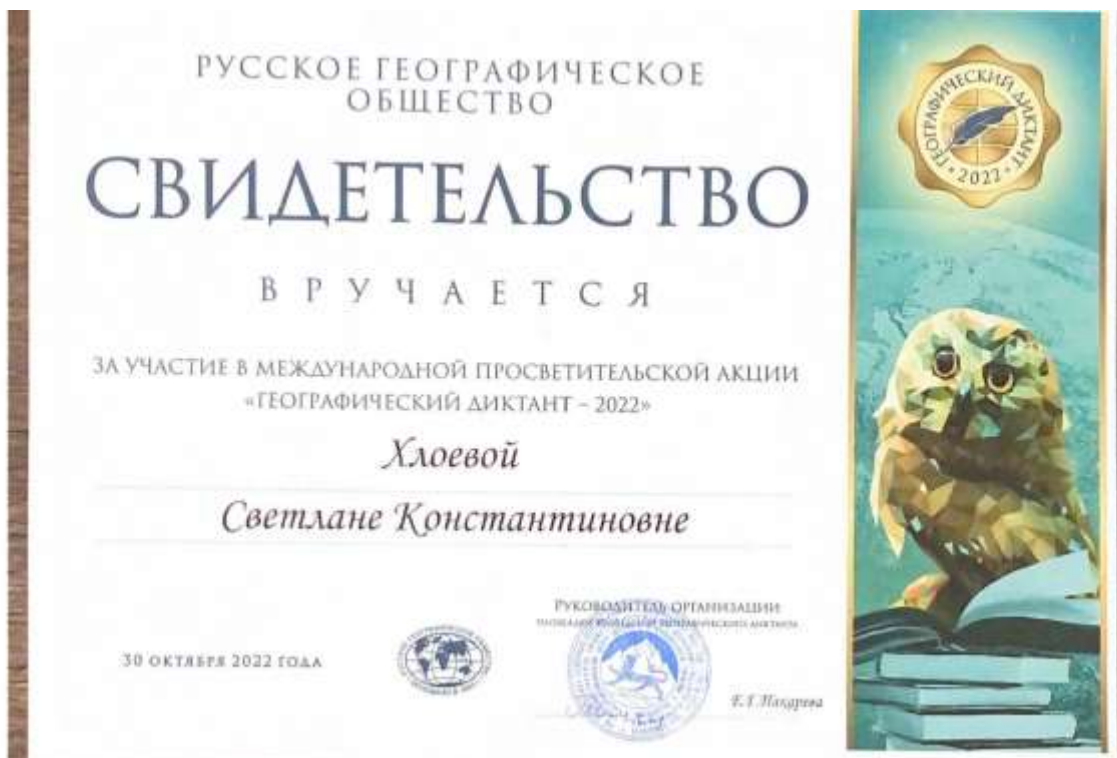 РУССКОЕ ГЕОГРАФИЧЕСКОЕ
ОБЩЕСТВО
СВИДЕТЕЛЬСТВО
ВРУЧАЕТСЯ
ЗА УЧАСТИЕ В МЕЖДУНАРОДНОЙ ПРОСВЕТИТЕЛЬСКОЙ АКЦИИ
«ГЕОГРАФИЧЕСКИЙ ДИКТАНТ – 2022»
Хлоевой
Светлане Константиновне
РУКОВОДИТЕЛЬ ОРГАНИЗАЦИИ
30 ОКТЯБРЯ 2022 ГОДА
ГЕОГРАФИЧЕСКИЙ ДИКТАНТ
2022